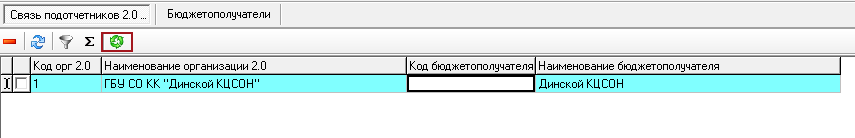 Связь подотчетников 2.0 ... Бюджетополучатели
Σ
Код орг 2.0 Наименование организации 2.0 Код бюджетополучателя Наименование бюджетополучателя
1 ГБУ СО КК "Динской КЦСОН" Динской КЦСОН